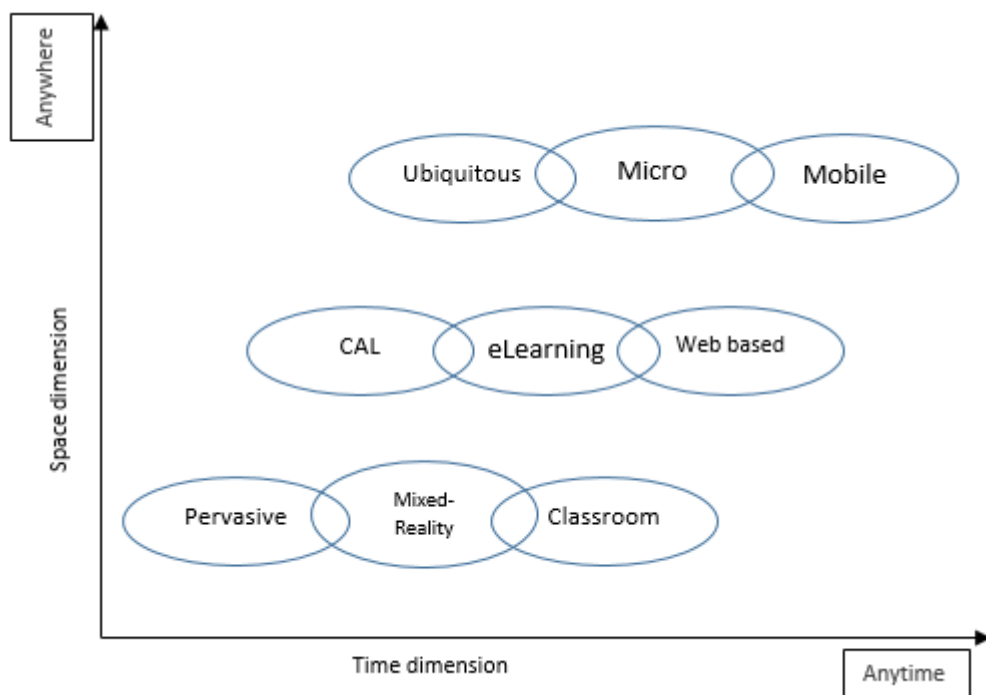 Anywhere
Ubiquitous
Micro
Mobile
Space dimension
CAL
eLearning
Web based
Pervasive
Mixed-
Reality
Classroom
Time dimension
Anytime